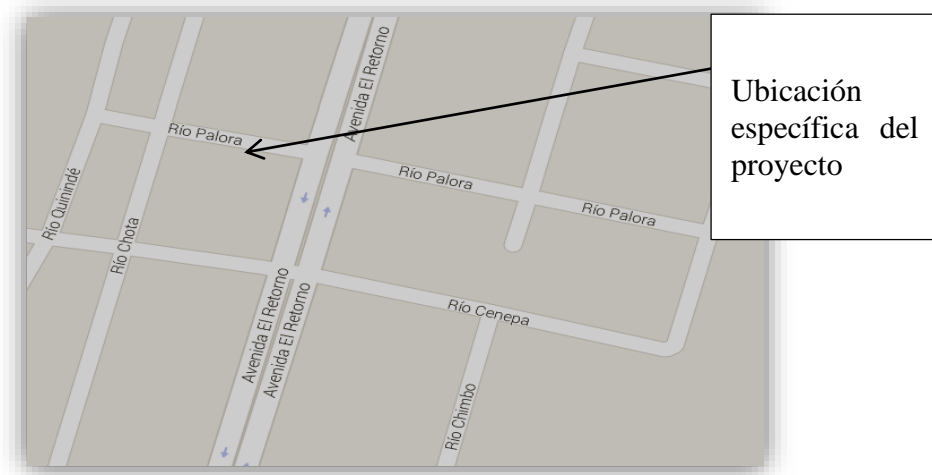 Avenida El Retorno
Río Palora
Río Palora
Río Palora
Río Quinindé
Río Chota
Avenida El Retorno
Avenida El Retorno
Río Cenepa
Río Chimbo
Ubicación
específica del
proyecto